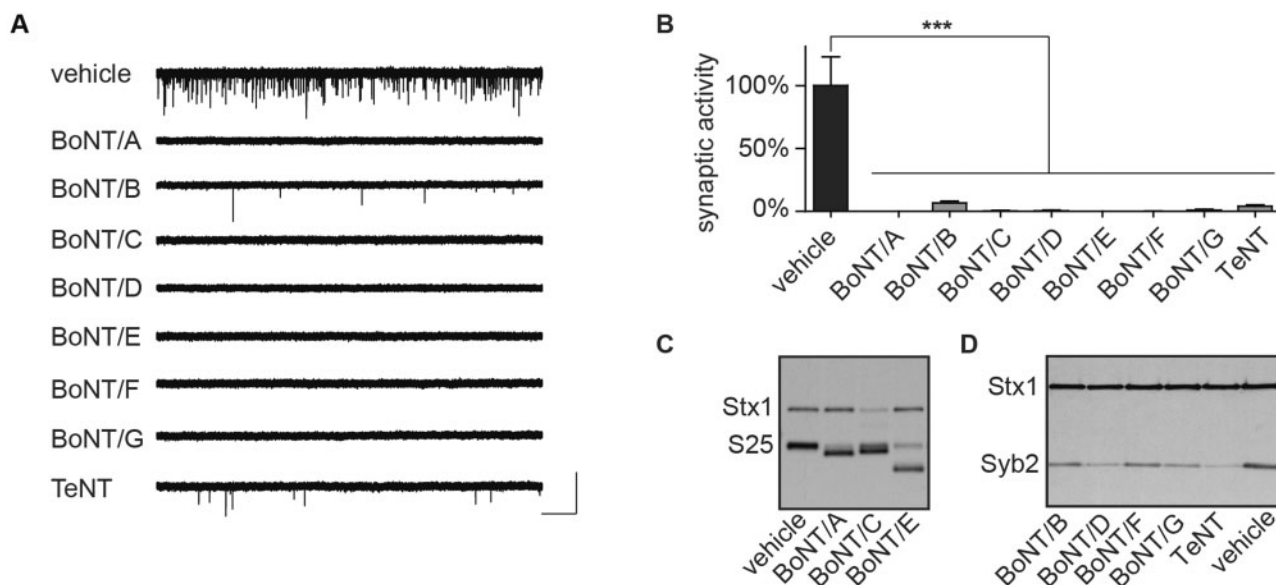 A
vehicle
BoNT/A
BoNT/B
BoNT/C
BoNT/D
BoNT/E
BoNT/F
BoNT/G
TeNT
B
***
synaptic activity
100%
50%
0%
vehicle
BoNT/A
BoNT/B
BoNT/C
BoNT/D
BoNT/E
BoNT/F
BoNT/G
TeNT
C
Stx1
S25
vehicle
BoNT/A
BoNT/C
BoNT/E
D
Stx1
Syb2
BoNT/B
BoNT/D
BoNT/F
BoNT/G
TeNT
vehicle